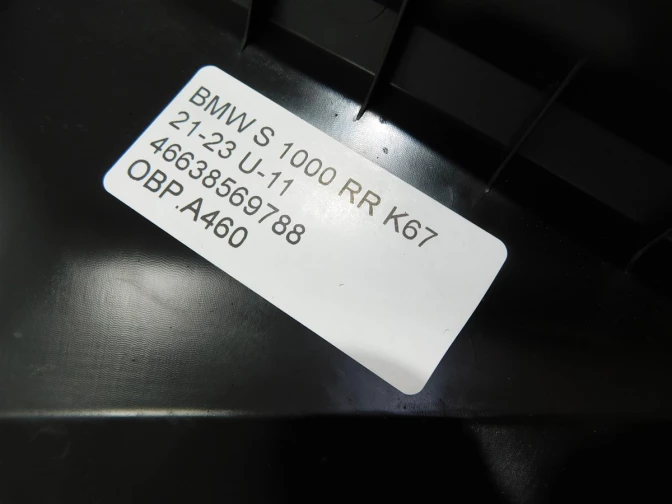 BMW S 1000 RR K67
21-23 U-11
46638569788
OBP.A460